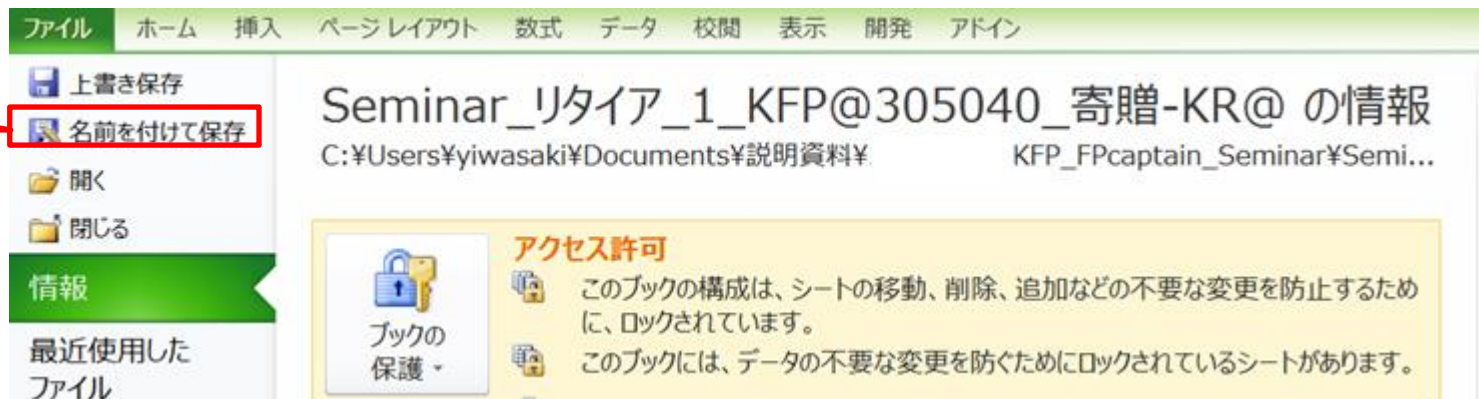 ファイル ホーム 挿入 ページ レイアウト 数式 データ 校閲 表示 開発 アドイン
上書き保存
名前を付けて保存
開く
閉じる
情報
最近使用した
ファイル
Seminar_リタイア_1_KFP@305040_寄贈-KR@ の情報
C:¥Users¥yiwasaki¥Documents¥説明資料¥ KFP_FPcaptain_Seminar¥Semi...
ブックの
保護
アクセス許可
このブックの構成は、シートの移動、削除、追加などの不要な変更を防止するため
に、ロックされています。
このブックには、データの不要な変更を防ぐためにロックされているシートがあります。